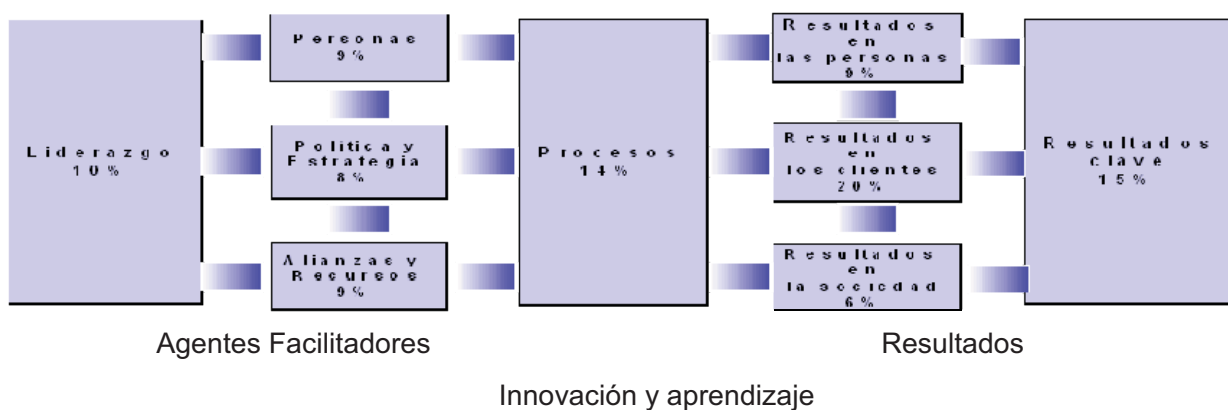 Liderazgo
10%
Personas
9%
Política y
Estrategia
8%
Alianzas y
Recursos
9%
Procesos
14%
Resultados
en
las personas
9%
Resultados
en
los clientes
20%
Resultados
en
la sociedad
6%
Resultados
clave
15%
Agentes Facilitadores
Resultados
Innovación y aprendizaje